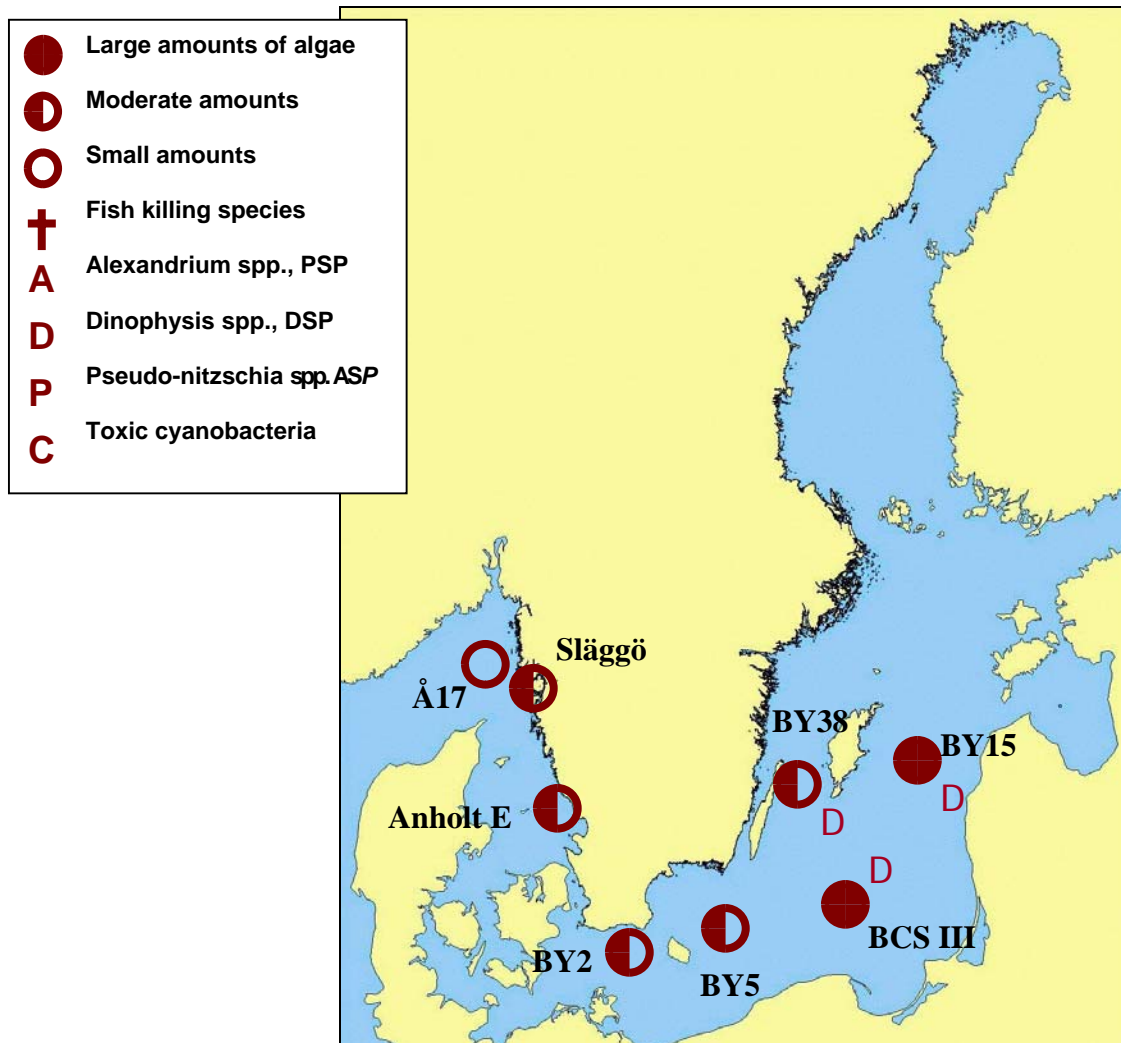 Large amounts of algae
Moderate amounts
Small amounts
Fish killing species
A Alexandrium spp., PSP
D Dinophysis spp., DSP
P Pseudo-nitzschia spp. ASP
C Toxic cyanobacteria
Släggö
Å17
BY38
BY15
D
Anholt E
D
D
BCS III
BY2
BY5